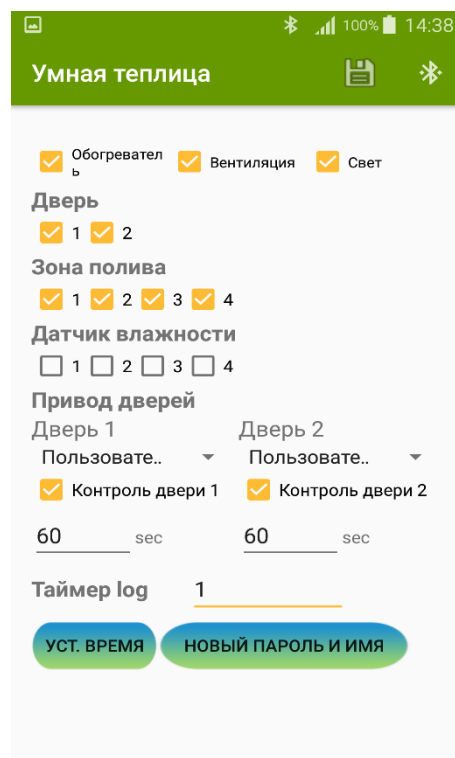 100% 14:38
Умная теплица
Обогревател
ь
Вентиляция
Свет
Дверь
1 2
Зона полива
1 2 3 4
Датчик влажности
1 2 3 4
Привод дверей
Дверь 1 Дверь 2
Пользовате.. Пользовате..
Контроль двери 1 Контроль двери 2
60 sec 60 sec
Таймер log 1
УСТ. ВРЕМЯ НОВЫЙ ПАРОЛЬ И ИМЯ